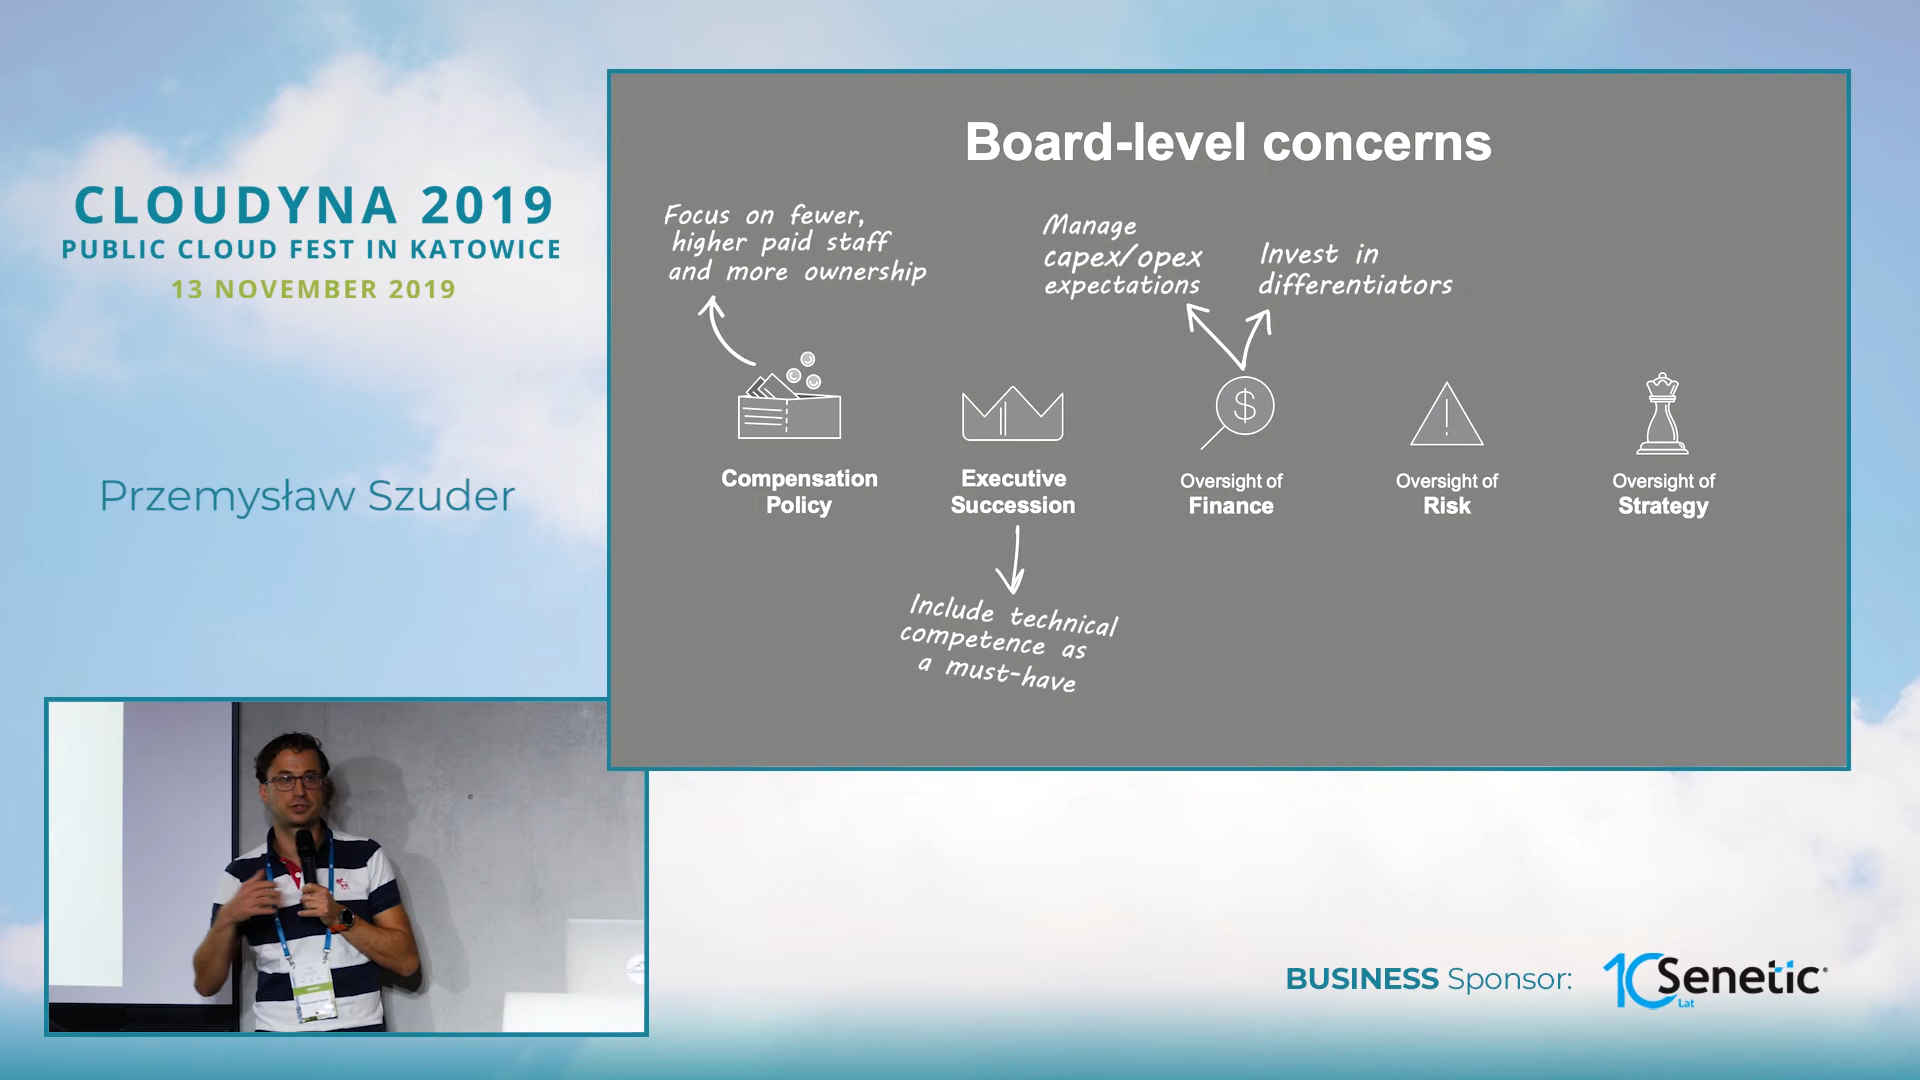 CLOUDYNA 2019
PUBLIC CLOUD FEST IN KATOWICE
13 NOVEMBER 2019
Przemysław Szuder
Board-level concerns
Focus on fewer,
higher paid staff
and more ownership
Manage
capex/opex
expectations
Invest in
differentiators
Compensation
Policy
Executive
Succession
Oversight of
Finance
Oversight of
Risk
Oversight of
Strategy
Include technical
competence as
a must-have
BUSINESS Sponsor:
10 Lat Senetic